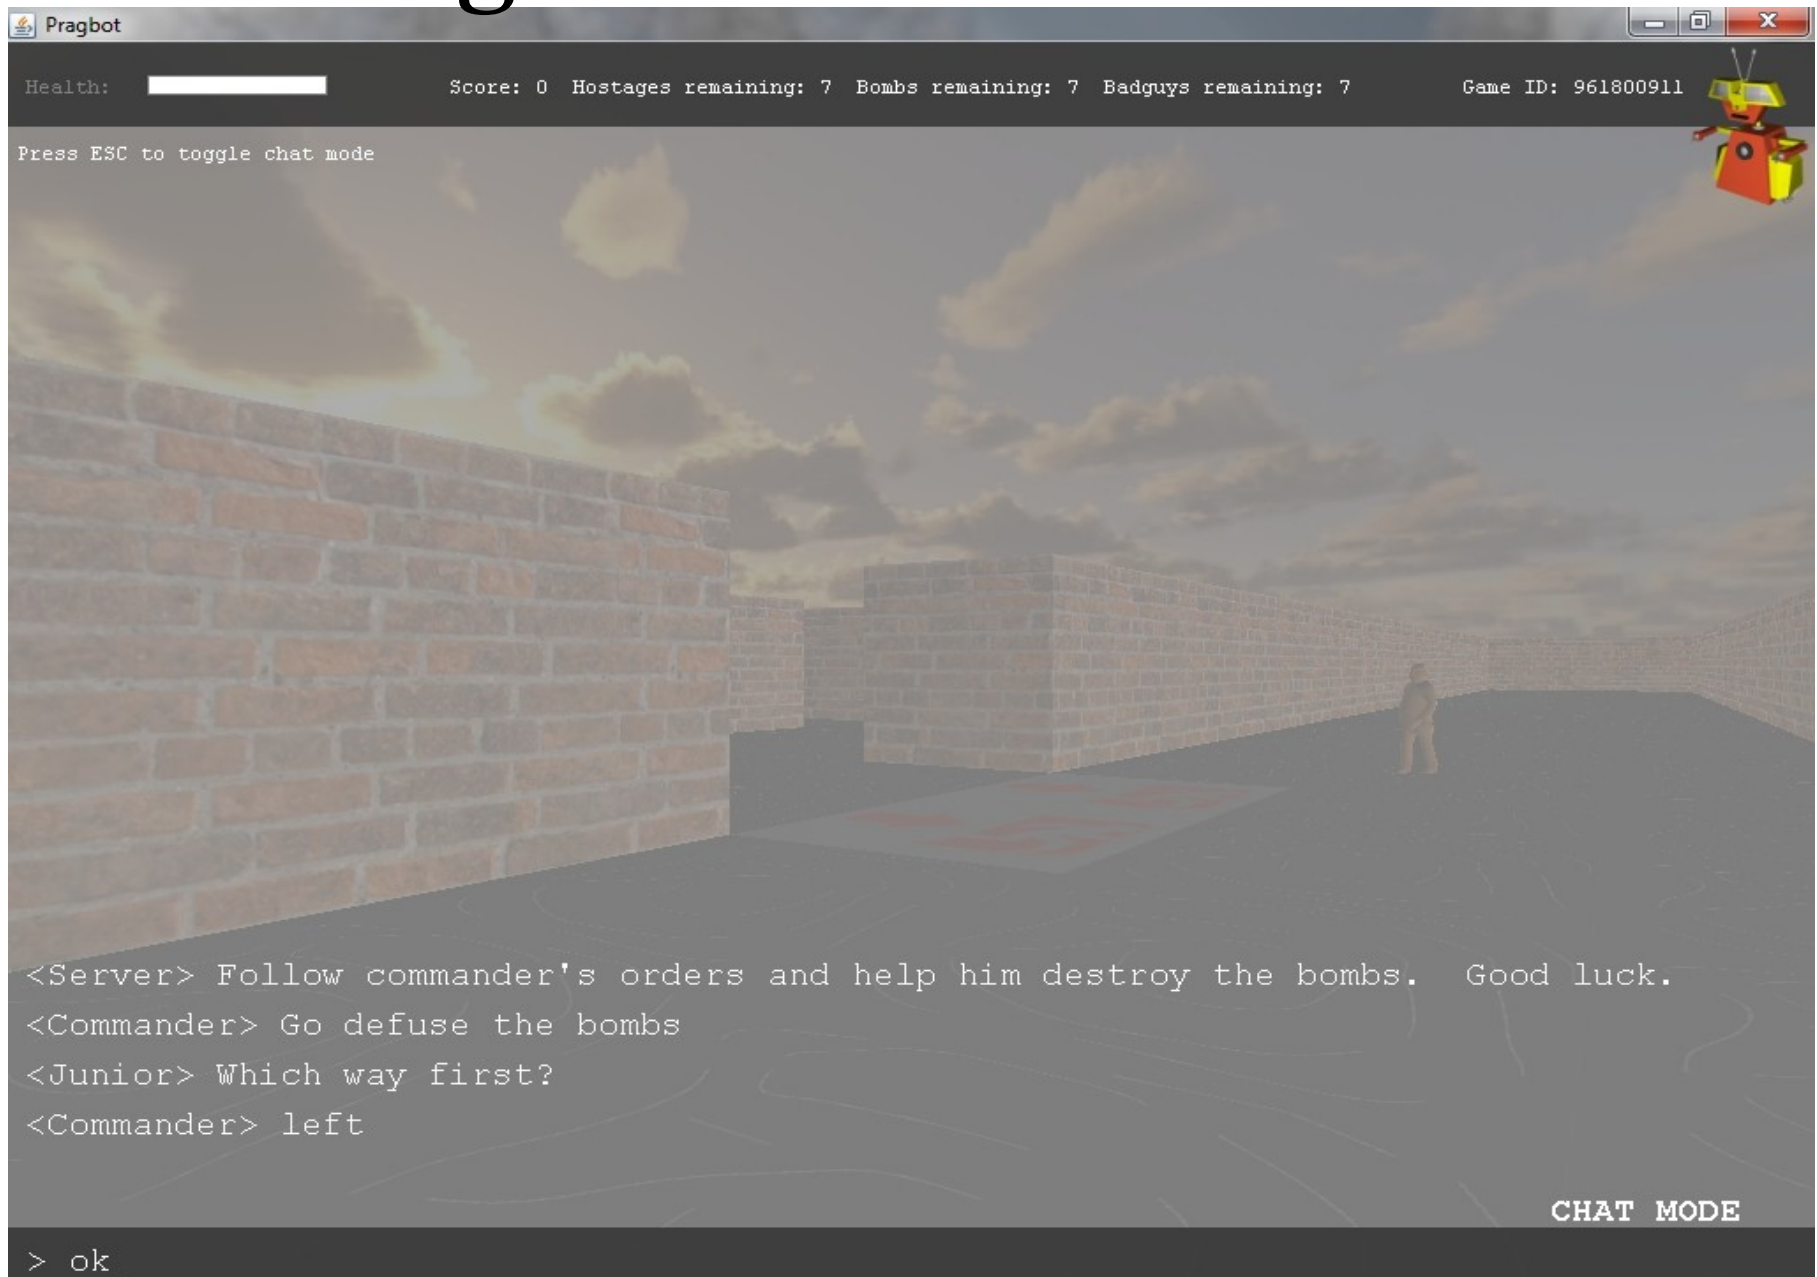 Pragbot
Health: Score: 0 Hostages remaining: 7 Bombs remaining: 7 Badguys remaining: 7 Game ID: 961800911
Press ESC to toggle chat mode
<Server> Follow commander's orders and help him destroy the bombs. Good luck.
<Commander> Go defuse the bombs
<Junior> Which way first?
<Commander> left
CHAT MODE
> ok